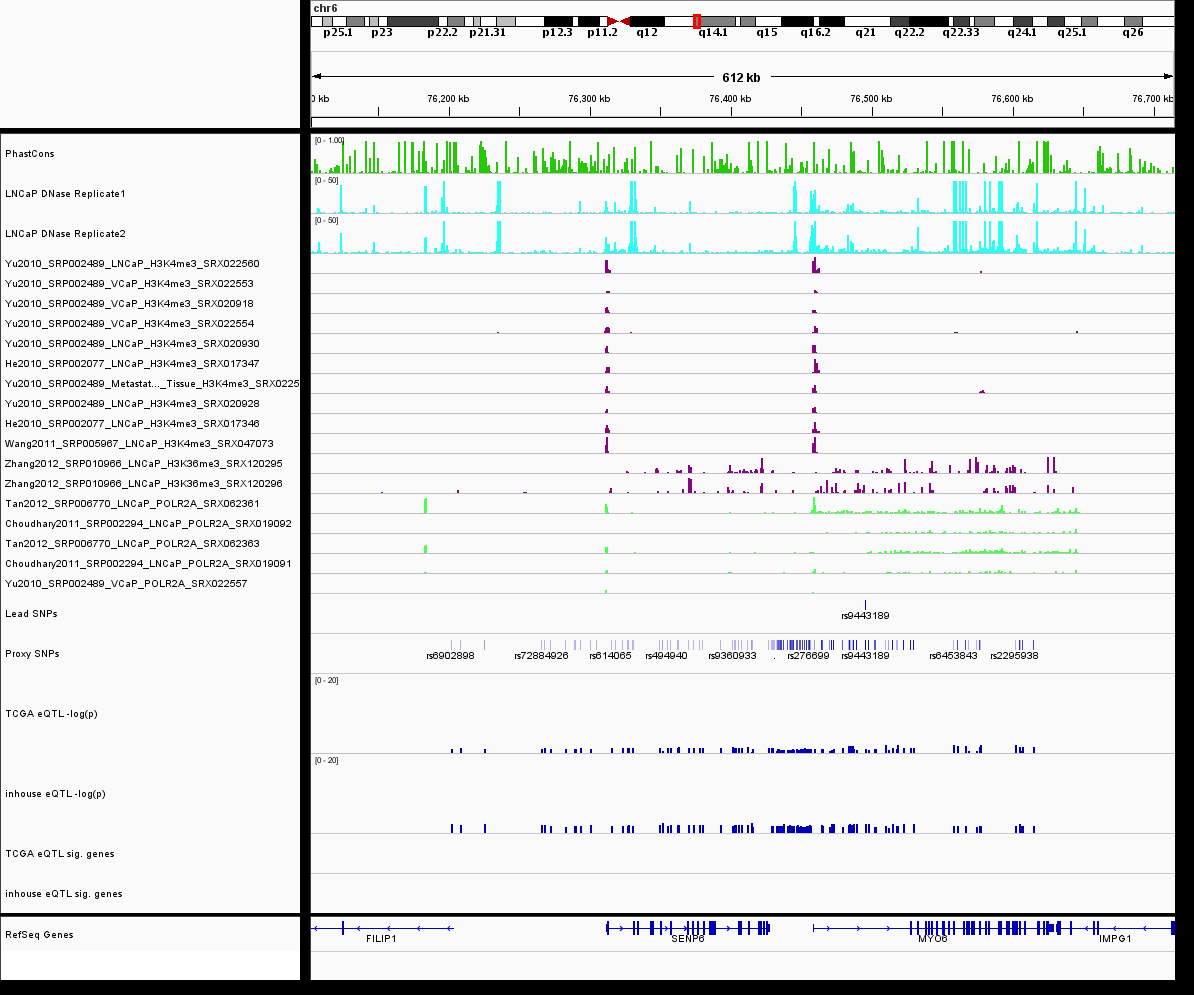 chr6
p25.1 p23 p22.2 p21.31 p12.3 p11.2 q12 q14.1 q15 q16.2 q21 q22.2 q22.33 q24.1 q25.1 q26
612 kb
0 kb 76,200 kb 76,300 kb 76,400 kb 76,500 kb 76,600 kb 76,700 kb
PhastCons [0 - 1.00]
LNCaP DNase Replicate1 [0 - 50]
LNCaP DNase Replicate2 [0 - 50]
Yu2010_SRP002489_LNCaP_H3K4me3_SRX022560
Yu2010_SRP002489_VCaP_H3K4me3_SRX022553
Yu2010_SRP002489_VCaP_H3K4me3_SRX020918
Yu2010_SRP002489_VCaP_H3K4me3_SRX022554
Yu2010_SRP002489_LNCaP_H3K4me3_SRX020930
He2010_SRP002077_LNCaP_H3K4me3_SRX017347
Yu2010_SRP002489_Metastat..._Tissue_H3K4me3_SRX0225
Yu2010_SRP002489_LNCaP_H3K4me3_SRX020928
He2010_SRP002077_LNCaP_H3K4me3_SRX017346
Wang2011_SRP005967_LNCaP_H3K4me3_SRX047073
Zhang2012_SRP010966_LNCaP_H3K36me3_SRX120295
Zhang2012_SRP010966_LNCaP_H3K36me3_SRX120296
Tan2012_SRP006770_LNCaP_POLR2A_SRX062361
Choudhary2011_SRP002294_LNCaP_POLR2A_SRX019092
Tan2012_SRP006770_LNCaP_POLR2A_SRX062363
Choudhary2011_SRP002294_LNCaP_POLR2A_SRX019091
Yu2010_SRP002489_VCaP_POLR2A_SRX022557
Lead SNPs rs9443189
Proxy SNPs rs6902898 rs72884926 rs614065 rs494940 rs9360933 . rs276699 rs9443189 rs6453843 rs2295938
[0 - 20]
TCGA eQTL -log(p)
[0 - 20]
inhouse eQTL -log(p)
TCGA eQTL sig. genes
inhouse eQTL sig. genes
RefSeq Genes FILIP1 SENP6 MYO6 IMPG1